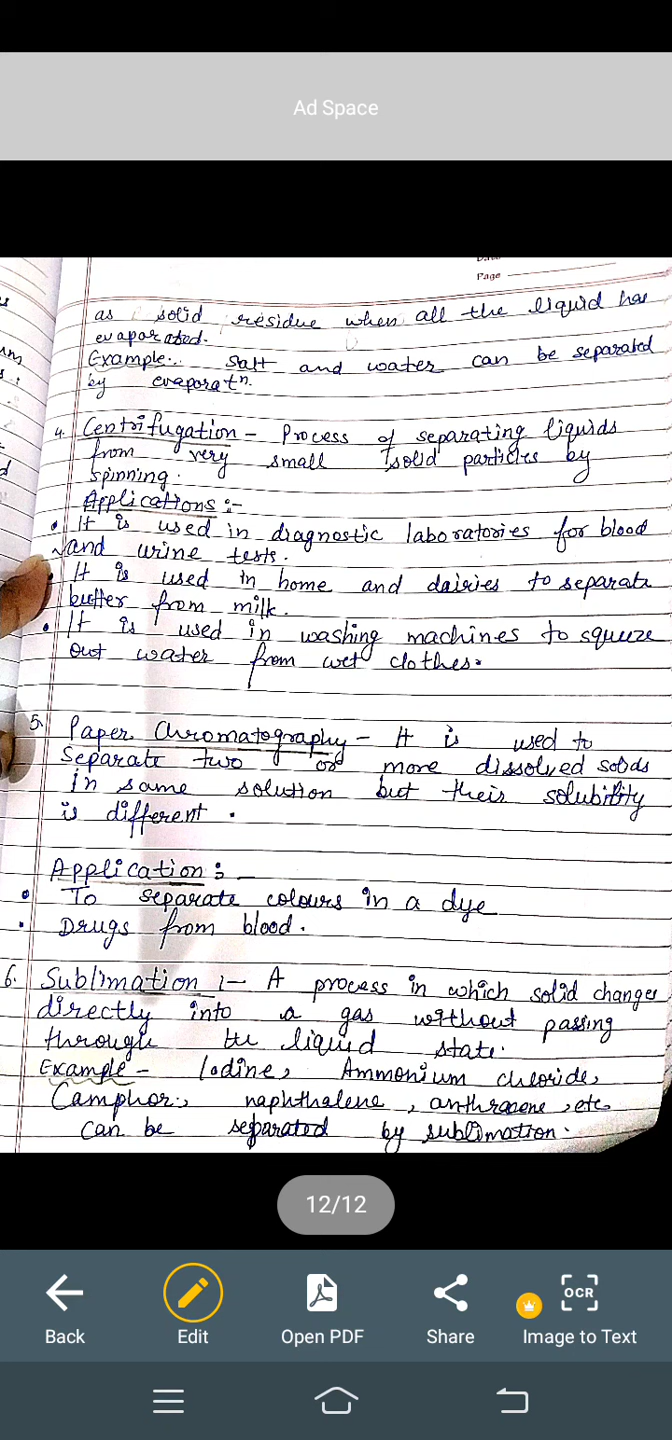 Ad Space
Page
as solid residue when all the liquid has
evaporated.
Example:- Salt and water can be separated
by evaporatn.
4. Centrifugation - Process of separating liquids
from very small solid particles by
spinning.
Applications :-
• It is used in diagnostic laboratories for blood
and urine tests.
• It is used in home and dairies to separate
butter from milk.
• It is used in washing machines to squeeze
out water from wet clothes.
5. Paper Chromatography - It is used to
separate two or more dissolved solids
in same solution but their solubility
is different.
Application :-
• To separate colours in a dye
• Drugs from blood.
6. Sublimation :- A process in which solid changes
directly into a gas without passing
through the liquid state.
Example - Iodine, Ammonium chloride,
Camphor, naphthalene, anthracene, etc.
can be separated by sublimation.
12/12
Back Edit Open PDF Share OCR Image to Text